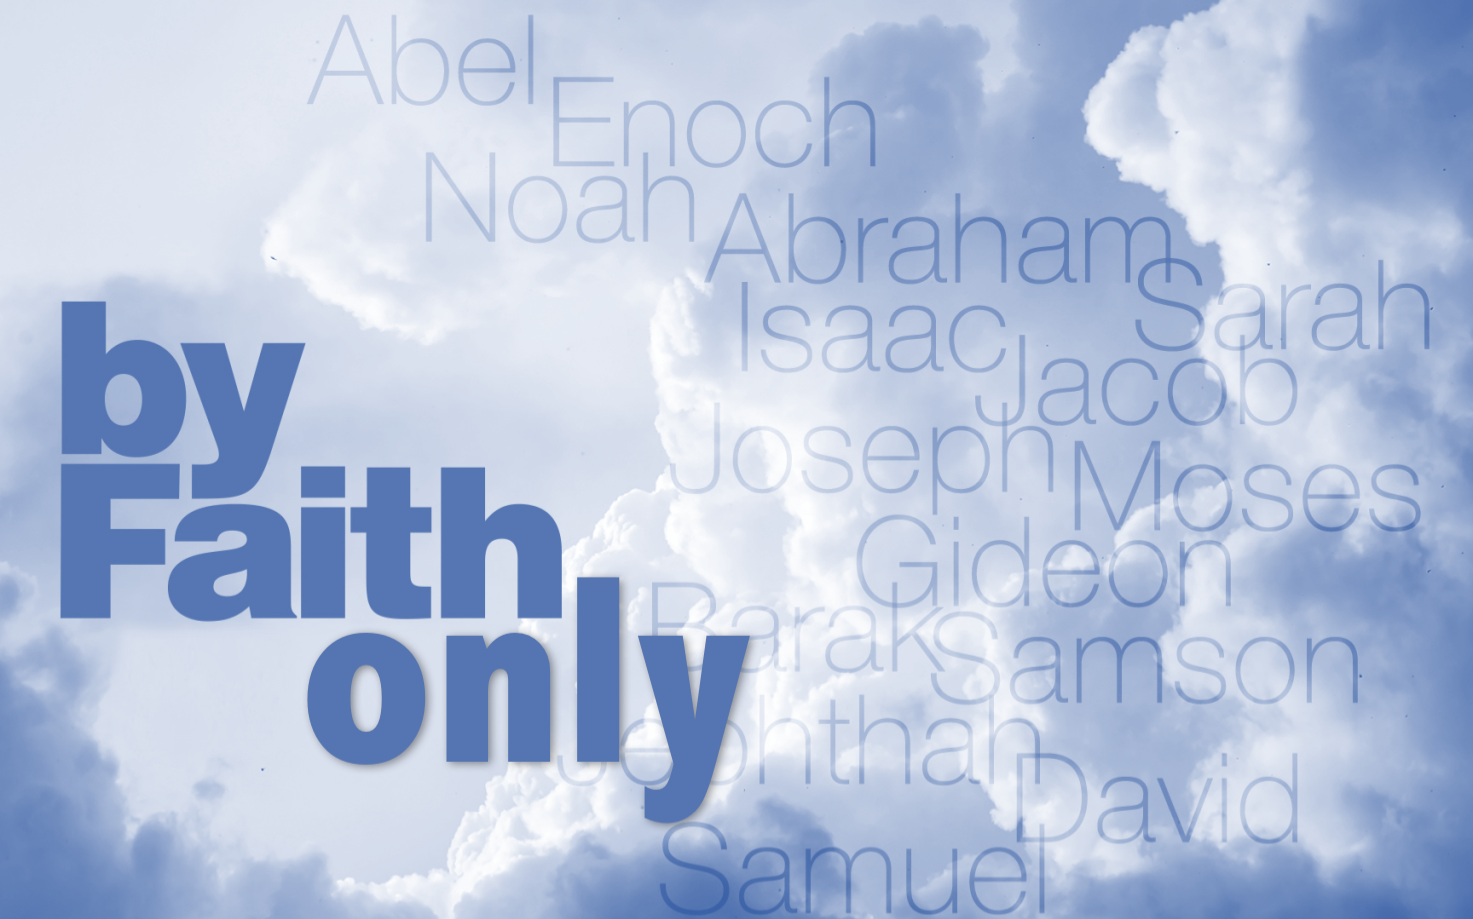 Abel
Enoch
Noah
Abraham
Sarah
Isaac
Jacob
Joseph
Moses
Gideon
Barak
Samson
Jephthah
David
Samuel
by
Faith
only